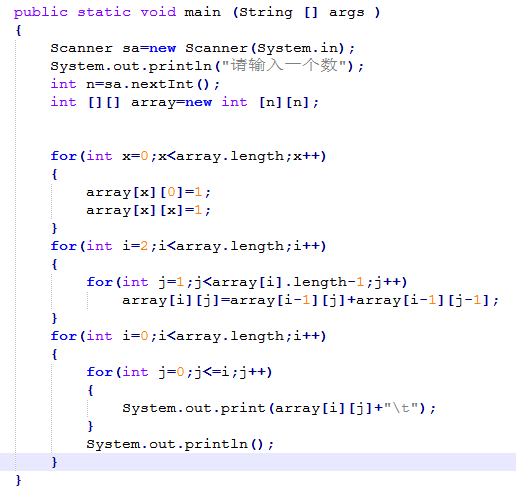 public static void main (String [] args )
{
    Scanner sa=new Scanner(System.in);
    System.out.println("请输入一个数");
    int n=sa.nextInt();
    int [][] array=new int [n][n];


    for(int x=0;x<array.length;x++)
    {
        array[x][0]=1;
        array[x][x]=1;
    }
    for(int i=2;i<array.length;i++)
    {
        for(int j=1;j<array[i].length-1;j++)
            array[i][j]=array[i-1][j]+array[i-1][j-1];
    }
    for(int i=0;i<array.length;i++)
    {
        for(int j=0;j<=i;j++)
        {
            System.out.print(array[i][j]+"\t");
        }
        System.out.println();
    }
}